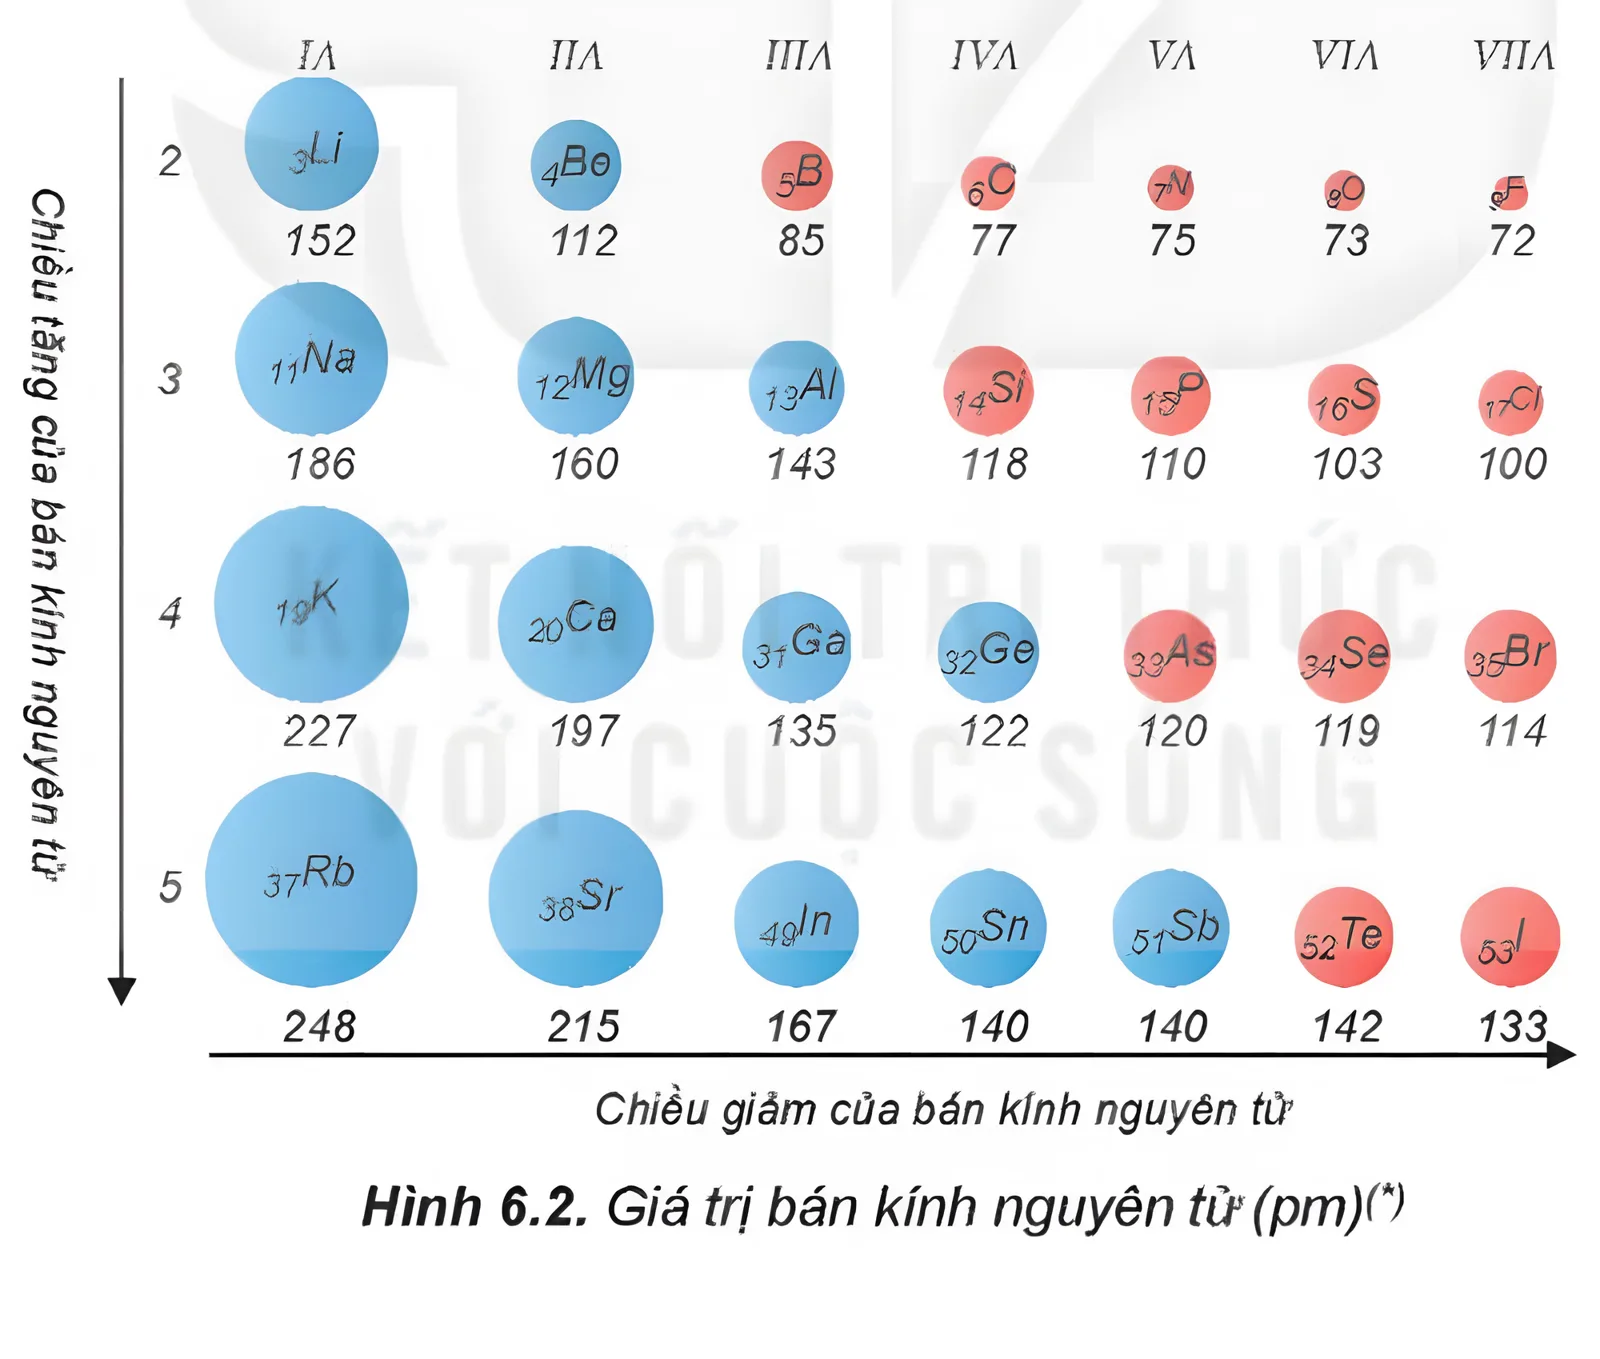 IA IIA IIIA IVA VA VIA VIIA
2
3Li 4Be 5B 6C 7N 8O 9F
152 112 85 77 75 73 72
3
11Na 12Mg 13Al 14Si 15P 16S 17Cl
186 160 143 118 110 103 100
4
19K 20Ca 31Ga 32Ge 33As 34Se 35Br
227 197 135 122 120 119 114
5
37Rb 38Sr 49In 50Sn 51Sb 52Te 53I
248 215 167 140 140 142 133
Chiều tăng của bán kính nguyên tử
Chiều giảm của bán kính nguyên tử
Hình 6.2. Giá trị bán kính nguyên tử (pm)(*)
KẾT NỐI TRI THỨC
VỚI CUỘC SỐNG